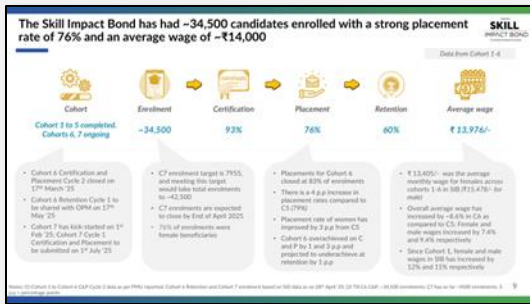 The Skill Impact Bond has had ~34,500 candidates enrolled with a strong placement
rate of 76% and an average wage of ~₹14,000
SKILL
IMPACT BOND
Data from Cohort 1-6
Cohort
Enrolment
Certification
Placement
Retention
Average wage
Cohort 1 to 5 completed,
Cohorts 6, 7 ongoing
~34,500
93%
76%
60%
₹ 13,976/-
• Cohort 6 Certification
and Placement Cycle 2 closed on
17th March '25
• Cohort 6 Retention Cycle 1 to
be shared with OPM on 17th
May '25
• Cohort 7 has kick started on 1st
Feb '25; Cohort 7 Cycle 1
Certification and Placement to
be submitted on 1st July '25
• C7 enrolment target is 7955,
and meeting this target
would take total enrolments
to ~42,500
• C7 enrolments are expected
to close by End of April 2025
• 76% of enrolments were
female beneficiaries
• Placements for Cohort 6
closed at 83% of enrolments
• There is a 4 p.p increase in
placement rates compared to
C5 (79%)
• Placement rate of women has
improved by 3 p.p from C5
• Cohort 6 overachieved on C
and P by 1 and 3 p.p and
projected to underachieve at
retention by 1 p.p
• ₹ 13,405/- was the average
monthly wage for females across
cohorts 1-6 in SIB (₹15,478/- for
male)
• Overall average wage has
increased by ~8.6% in C6 as
compared to C5; Female and
male wages increased by 7.6%
and 9.4% respectively
• Since Cohort 1, female and male
wages in SIB has increased by
12% and 11% respectively
9